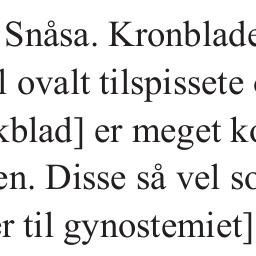 Snåsa. Kronblade
l ovalt tilspissete
kblad] er meget ko
en. Disse så vel so
er til gynostemiet]